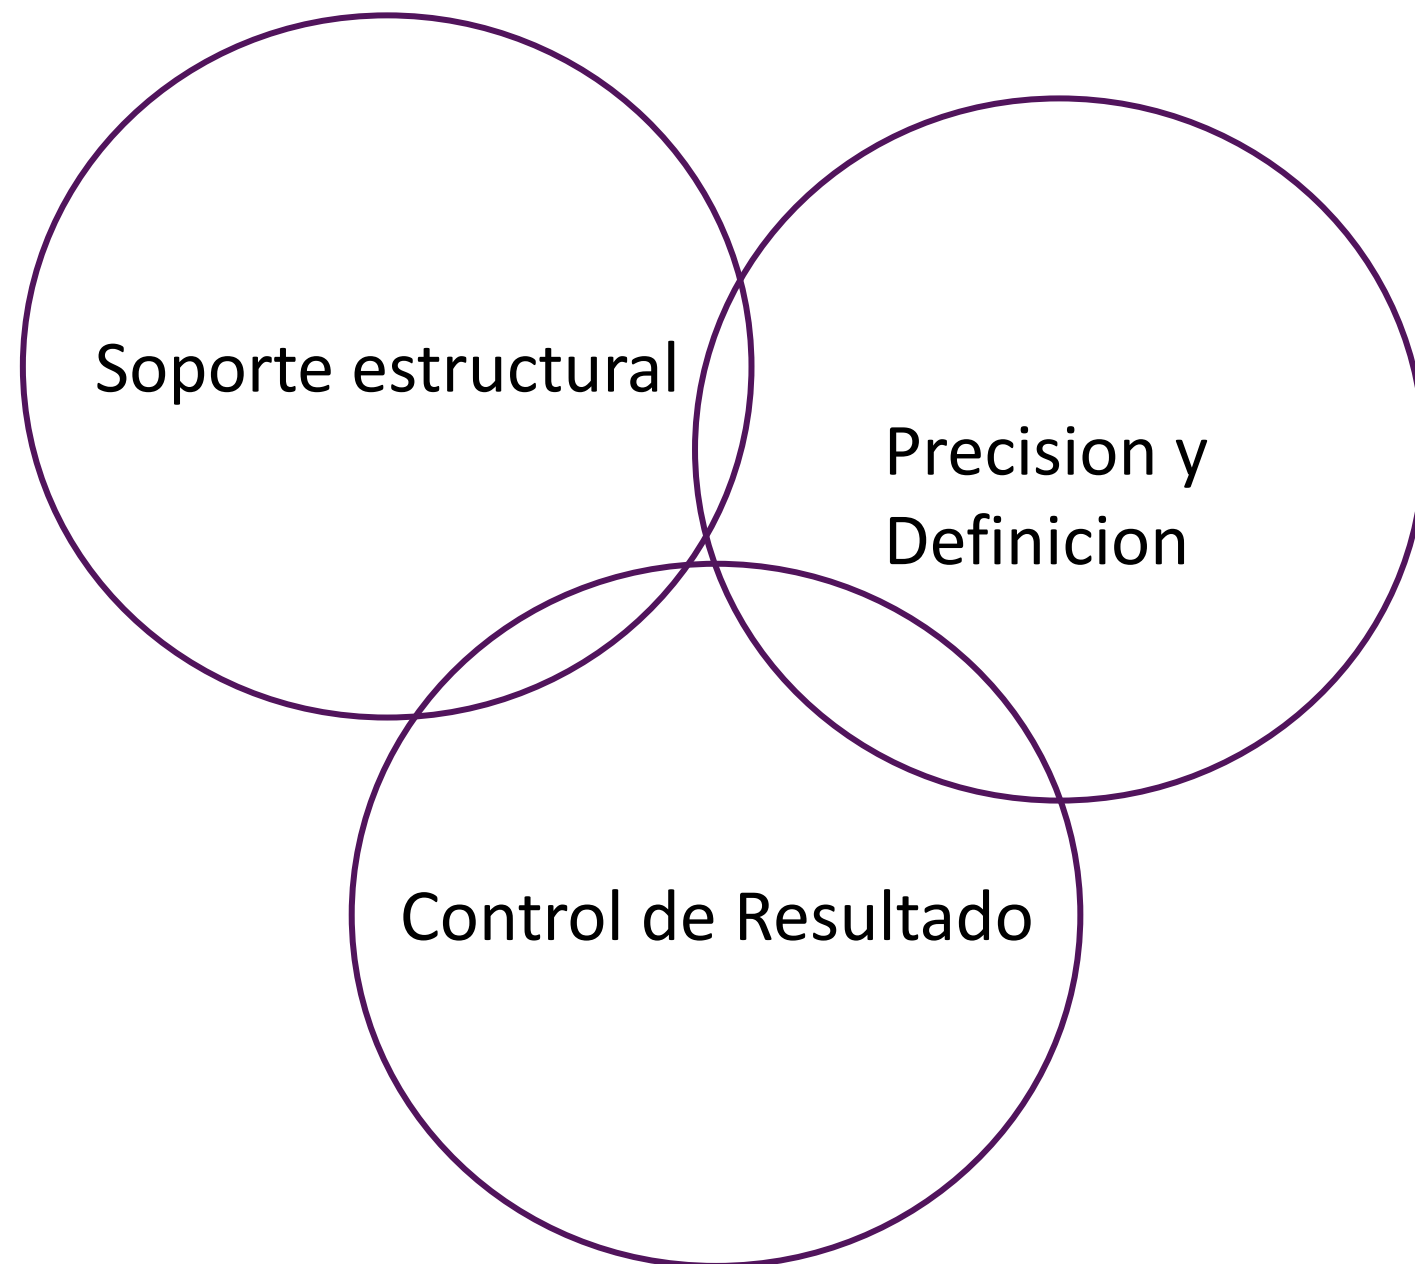 Soporte estructural
Precision y
Definicion
Control de Resultado